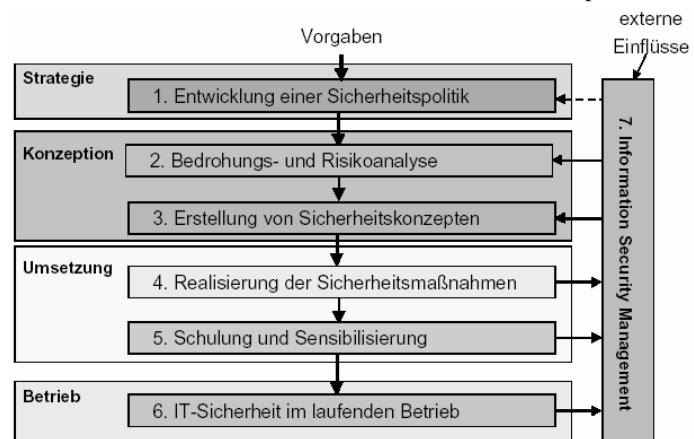 externe
Einflüsse
Vorgaben
Strategie
1. Entwicklung einer Sicherheitspolitik
Konzeption
2. Bedrohungs- und Risikoanalyse
3. Erstellung von Sicherheitskonzepten
Umsetzung
4. Realisierung der Sicherheitsmaßnahmen
5. Schulung und Sensibilisierung
Betrieb
6. IT-Sicherheit im laufenden Betrieb
7. Information Security Management